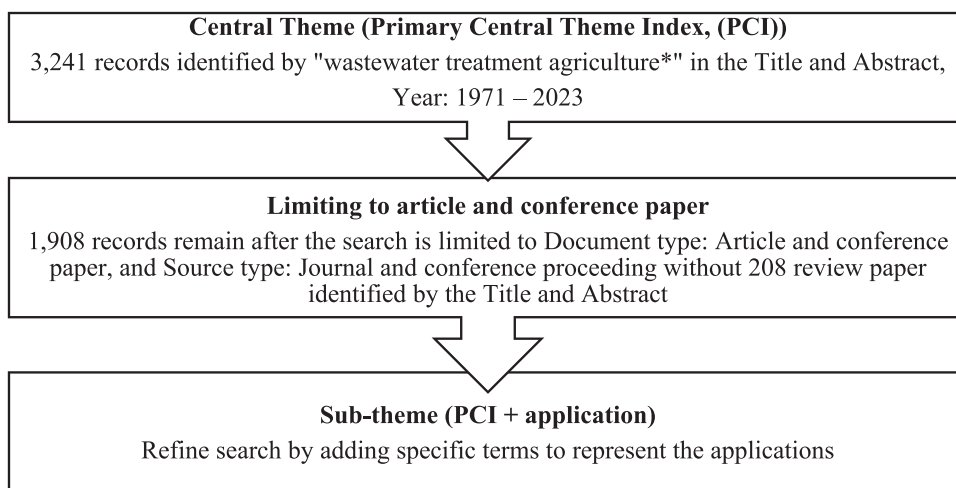 Central Theme (Primary Central Theme Index, (PCI))
3,241 records identified by "wastewater treatment agriculture*" in the Title and Abstract,
Year: 1971 – 2023
Limiting to article and conference paper
1,908 records remain after the search is limited to Document type: Article and conference
paper, and Source type: Journal and conference proceeding without 208 review paper
identified by the Title and Abstract
Sub-theme (PCI + application)
Refine search by adding specific terms to represent the applications